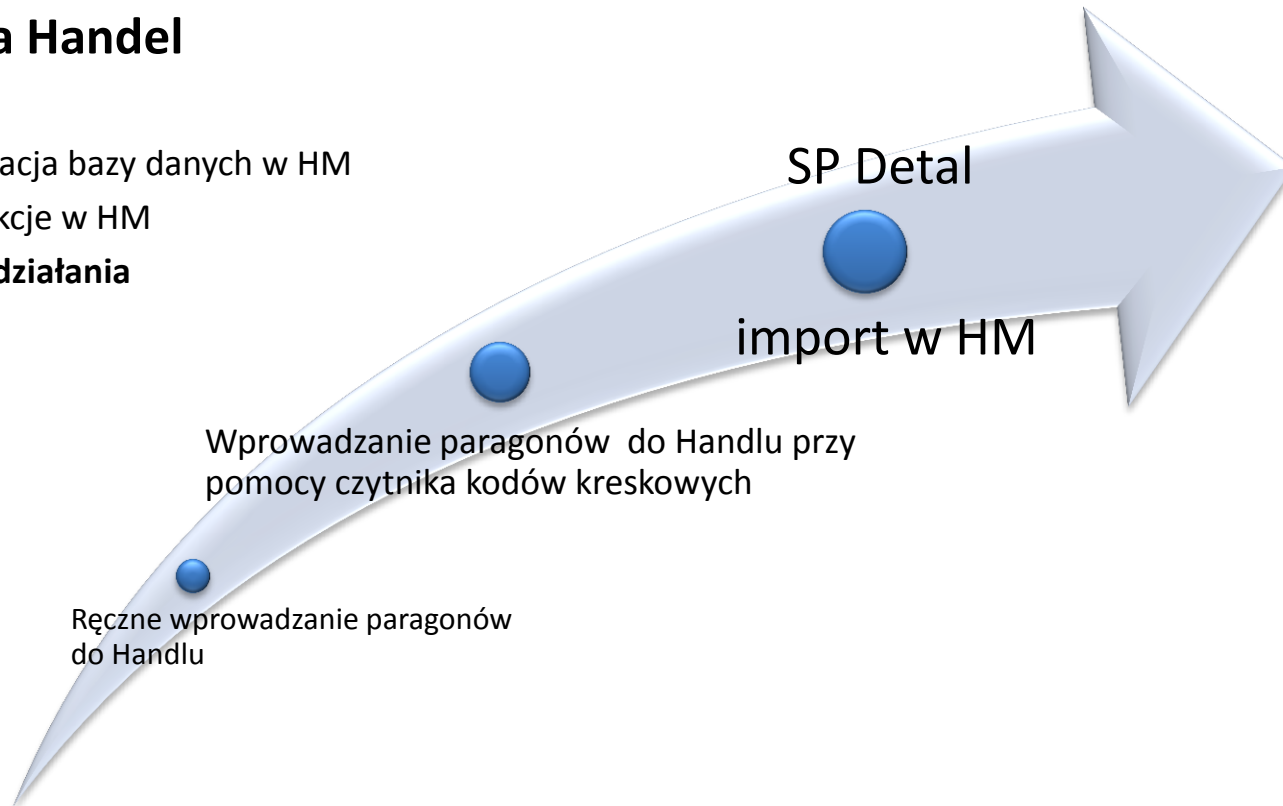 a Handel
acja bazy danych w HM
kcje w HM
działania
SP Detal
import w HM
Wprowadzanie paragonów do Handlu przy
pomocy czytnika kodów kreskowych
Ręczne wprowadzanie paragonów
do Handlu